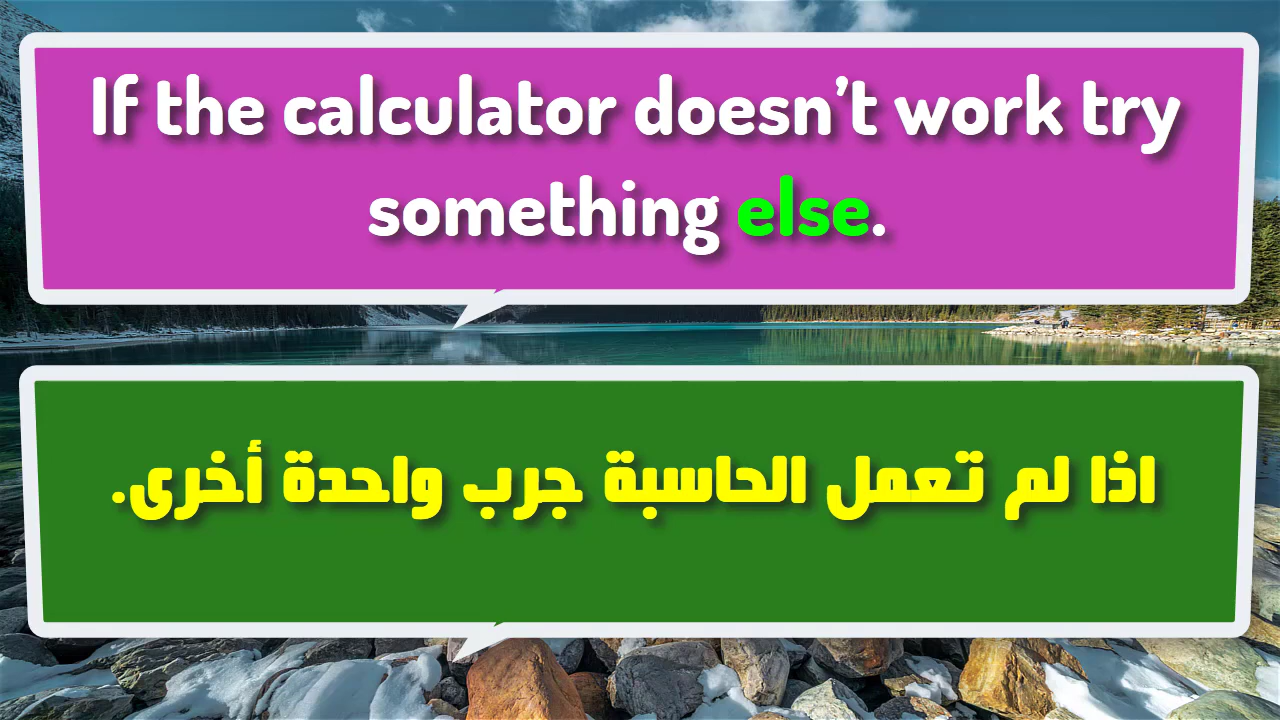 If the calculator doesn’t work try
something else.
اذا لم تعمل الحاسبة جرب واحدة أخرى.